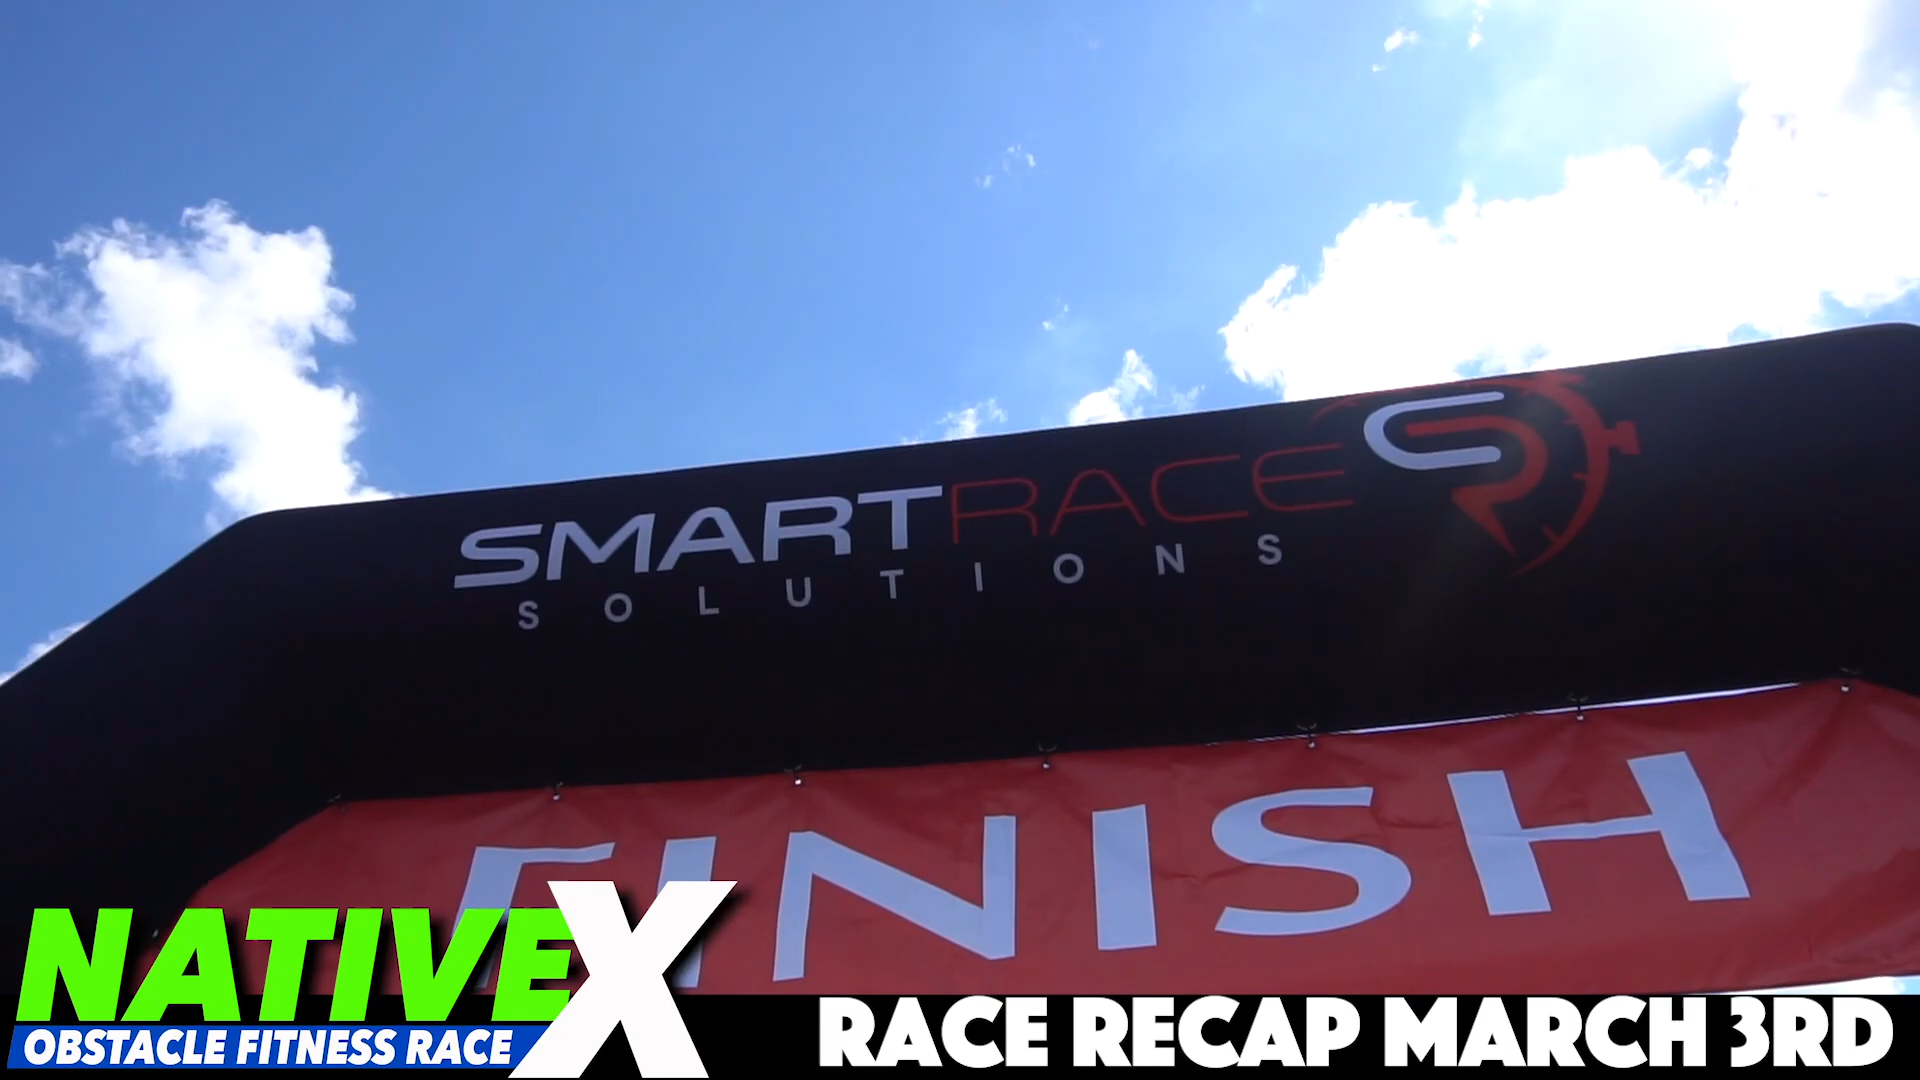 SMARTRACE
SOLUTIONS
FINISH
NATIVEX
OBSTACLE FITNESS RACE
RACE RECAP MARCH 3RD